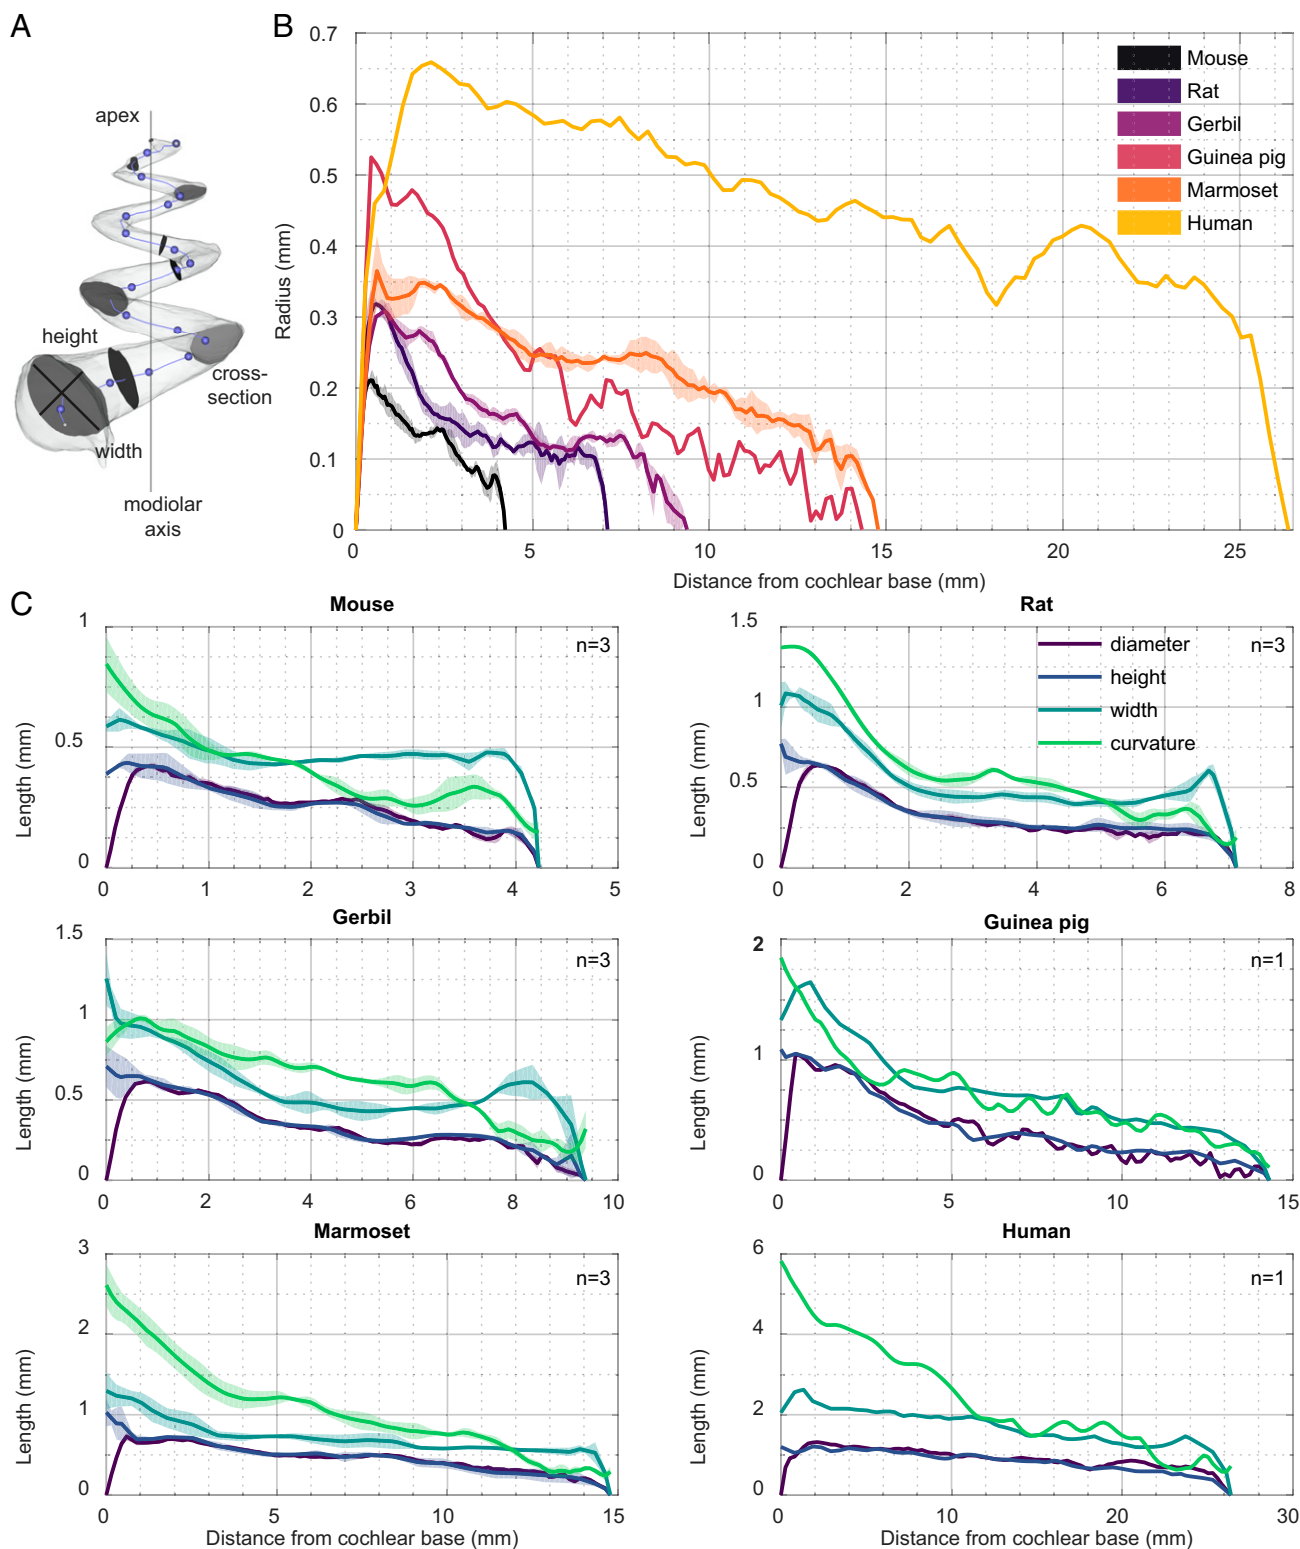 A
apex
height
cross-
section
width
modiolar
axis
B
0.7
0.6
0.5
0.4
0.3
0.2
0.1
0
Radius (mm)
Mouse
Rat
Gerbil
Guinea pig
Marmoset
Human
0 5 10 15 20 25
Distance from cochlear base (mm)
C
Mouse
n=3
1
0.5
0
Length (mm)
0 1 2 3 4 5
Rat
n=3
diameter
height
width
curvature
1.5
1
0.5
0
Length (mm)
0 2 4 6 8
Gerbil
n=3
1.5
1
0.5
0
Length (mm)
0 2 4 6 8 10
Guinea pig
n=1
2
1
0
Length (mm)
0 5 10 15
Marmoset
n=3
3
2
1
0
Length (mm)
0 5 10 15
Distance from cochlear base (mm)
Human
n=1
6
4
2
0
Length (mm)
0 10 20 30
Distance from cochlear base (mm)